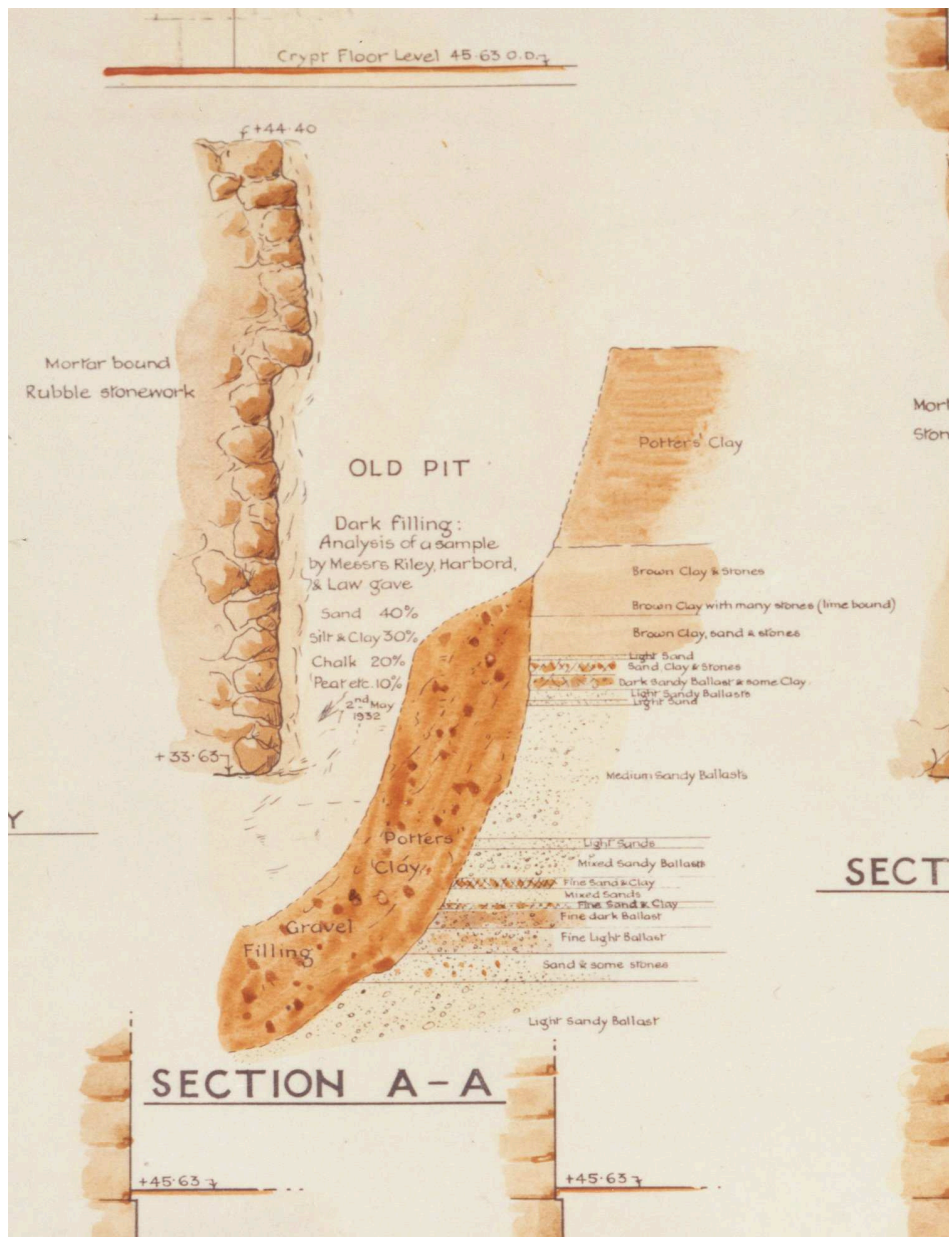 Crypt Floor Level 45·63 O.D.
+44·40
Mortar bound
Rubble stonework
Potters' Clay
OLD PIT
Dark filling:
Analysis of a sample
by Messrs Riley, Harbord,
& Law gave
Sand 40%
Silt & Clay 30%
Chalk 20%
Peat etc. 10%
2nd May
1932
+33·63
Brown Clay & Stones
Brown Clay with many stones (lime bound)
Brown Clay, sand & stones
Light Sand
Sand Clay & Stones
Dark Sandy Ballast & some Clay
Light Sandy Ballasts
Light Sand
Medium Sandy Ballasts
Light Sands
Mixed Sandy Ballasts
Fine Sand & Clay
Mixed Sands
Fine Sand & Clay
Fine dark Ballast
Fine Light Ballast
Sand & some stones
Light Sandy Ballast
Potters
Clay
Gravel
Filling
Y
Mort
Ston
SECT
SECTION A-A
+45·63
+45·63